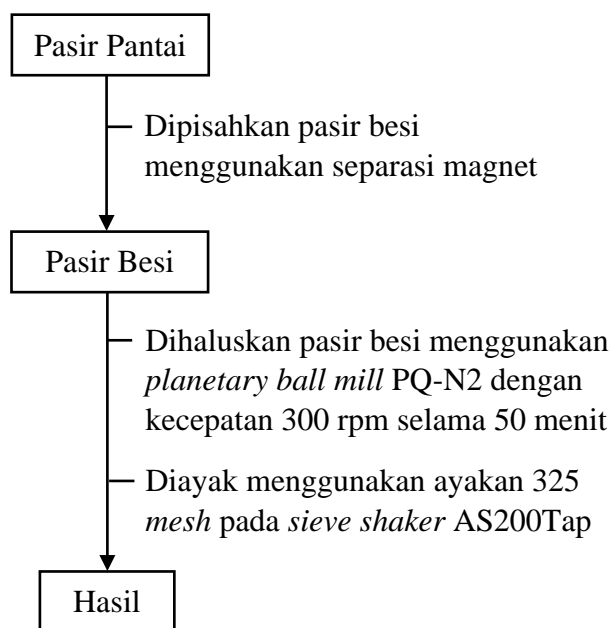 Pasir Pantai
Dipisahkan pasir besi
menggunakan separasi magnet
Pasir Besi
Dihaluskan pasir besi menggunakan
planetary ball mill PQ-N2 dengan
kecepatan 300 rpm selama 50 menit
Diayak menggunakan ayakan 325
mesh pada sieve shaker AS200Tap
Hasil